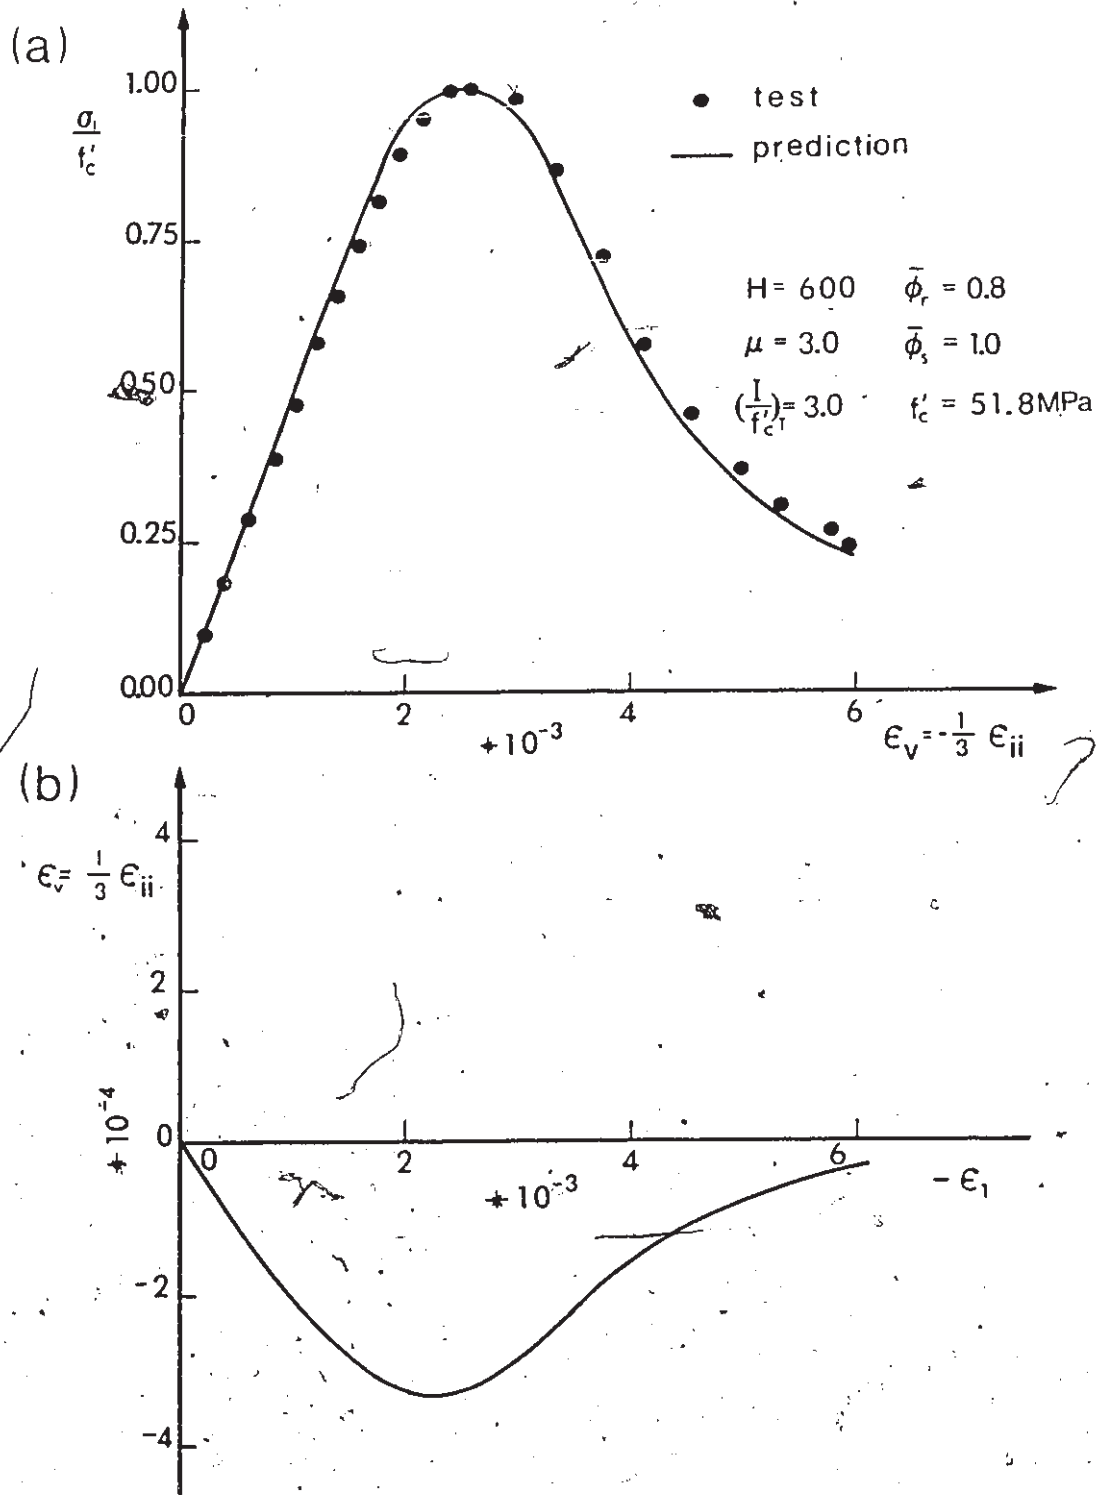 (a)
1.00
σ₁/f'c
0.75
0.50
0.25
0.00
0 2 4 6
*10⁻³
ϵv=-1/3 ϵii
● test
— prediction
H= 600 φ̄r = 0.8
μ = 3.0 φ̄s = 1.0
(I/f'c)T= 3.0 f'c = 51.8MPa
(b)
4
ϵv= 1/3 ϵii
2
0
*10⁻⁴
-2
-4
0 2 4 6
*10⁻³
- ϵ₁